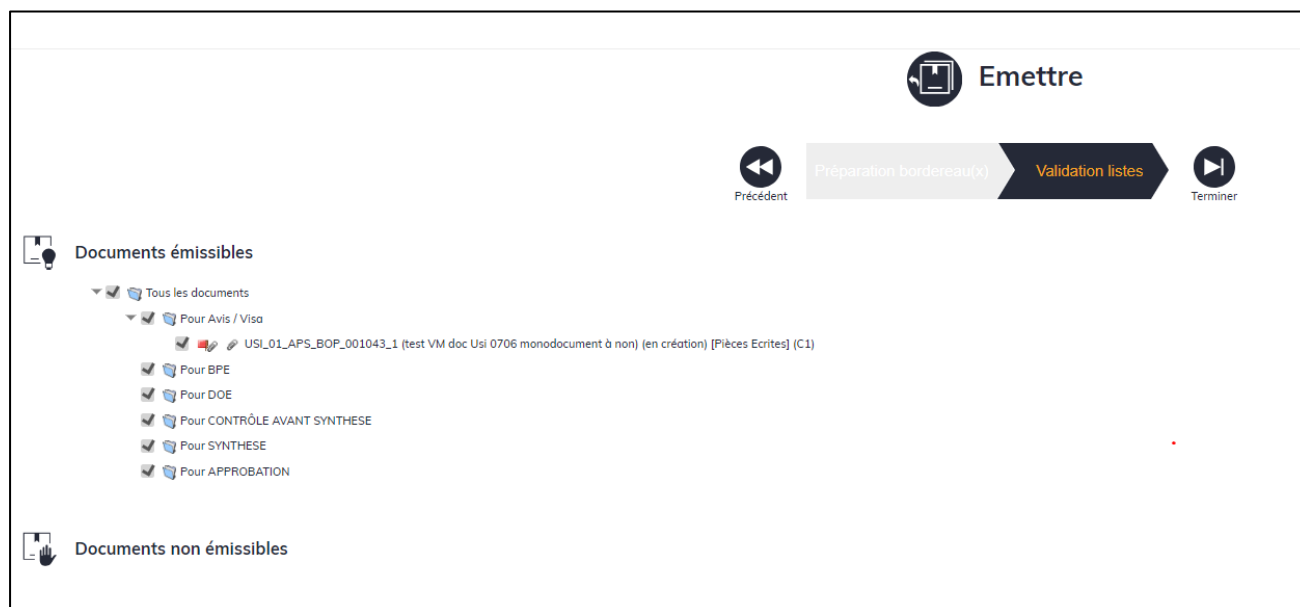 Emettre
Précédent
Préparation bordereau(x)
Validation listes
Terminer
Documents émissibles
Tous les documents
Pour Avis / Visa
USI_01_APS_BOP_001043_1 (test VM doc Usi 0706 monodocument à non) (en création) [Pièces Ecrites] (C1)
Pour BPE
Pour DOE
Pour CONTRÔLE AVANT SYNTHESE
Pour SYNTHESE
Pour APPROBATION
Documents non émissibles